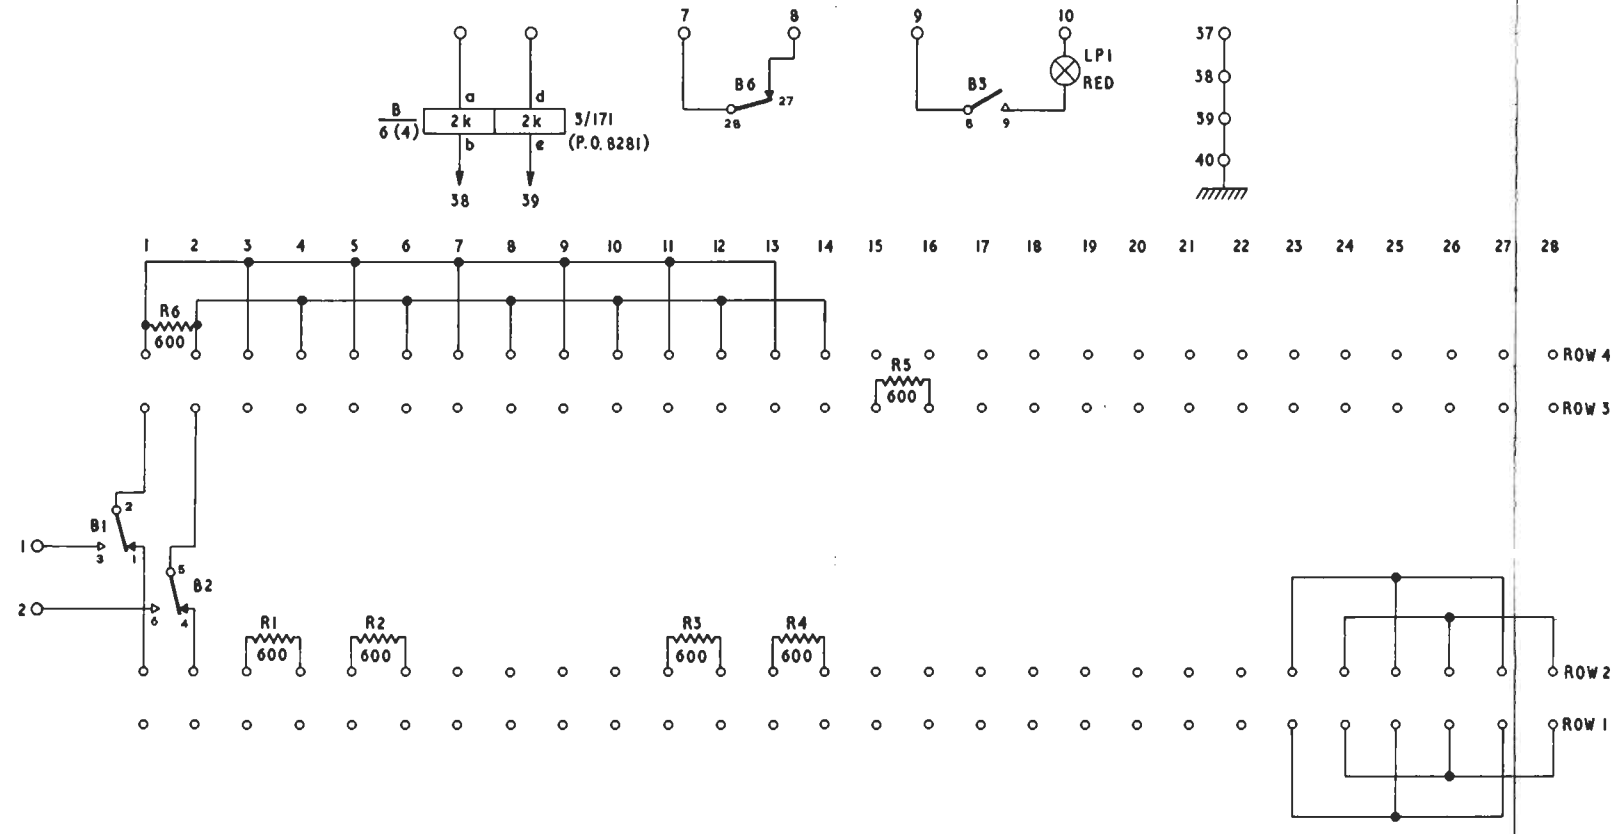 7 8 9 10
37
LP1
RED
38
B6
B3
27
28
8 9
a d
B
6 (4)
2k 2k
3/171
(P.O. 8281)
b e
39
40
38 39
1 2 3 4 5 6 7 8 9 10 11 12 13 14 15 16 17 18 19 20 21 22 23 24 25 26 27 28
R6
600
ROW 4
R5
600
ROW 3
2
B1
1
3 1
5
B2
2
6 4
R1 R2 R3 R4
600 600 600 600
ROW 2
ROW 1